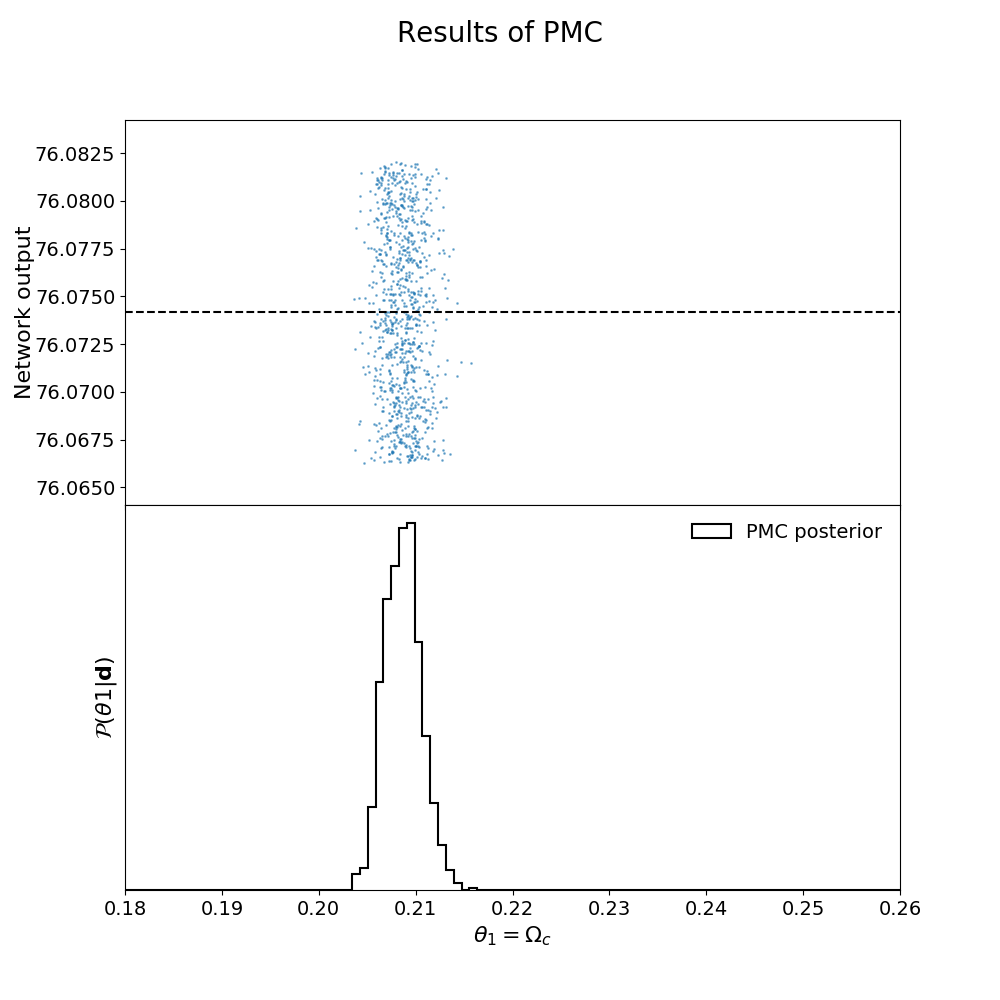 Results of PMC
Network output
76.0825
76.0800
76.0775
76.0750
76.0725
76.0700
76.0675
76.0650
PMC posterior
𝒫(θ1|𝐝)
0.18 0.19 0.20 0.21 0.22 0.23 0.24 0.25 0.26
θ₁ = Ω_c